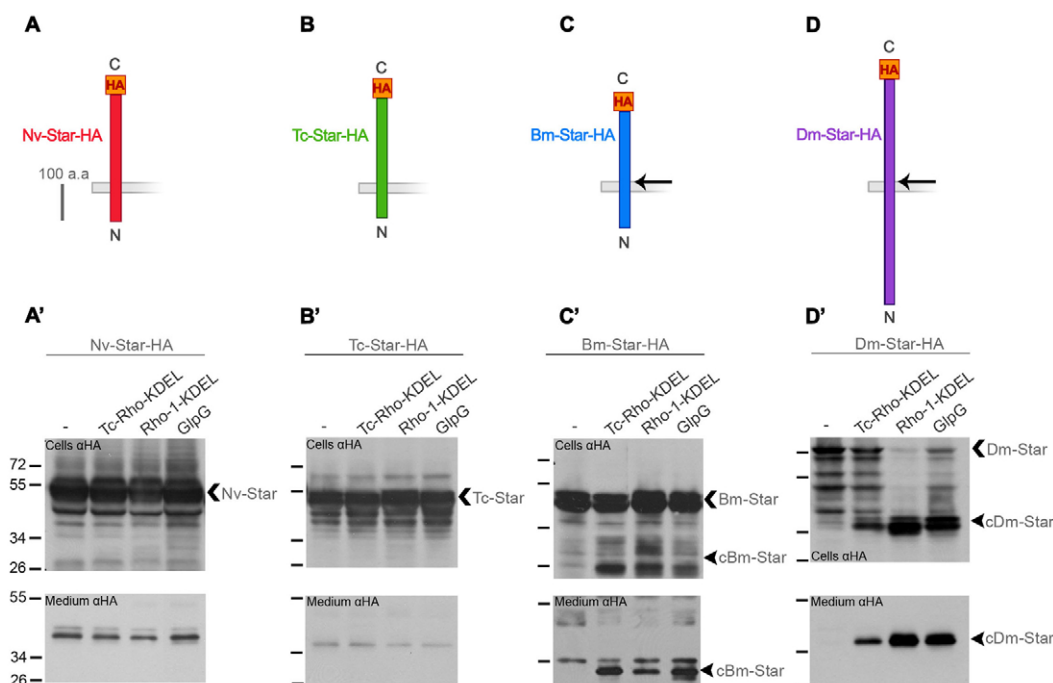 A
B
C
D
C
C
C
C
HA
HA
HA
HA
Nv-Star-HA
Tc-Star-HA
Bm-Star-HA
Dm-Star-HA
100 a.a
N
N
N
N
A'
B'
C'
D'
Nv-Star-HA
Tc-Star-HA
Bm-Star-HA
Dm-Star-HA
- Tc-Rho-KDEL Rho-1-KDEL GlpG
- Tc-Rho-KDEL Rho-1-KDEL GlpG
- Tc-Rho-KDEL Rho-1-KDEL GlpG
- Tc-Rho-KDEL Rho-1-KDEL GlpG
Cells αHA
Cells αHA
Cells αHA
Cells αHA
72
55
34
26
Nv-Star
Tc-Star
Bm-Star
cBm-Star
Dm-Star
cDm-Star
Medium αHA
Medium αHA
Medium αHA
Medium αHA
55
34
26
cBm-Star
cDm-Star